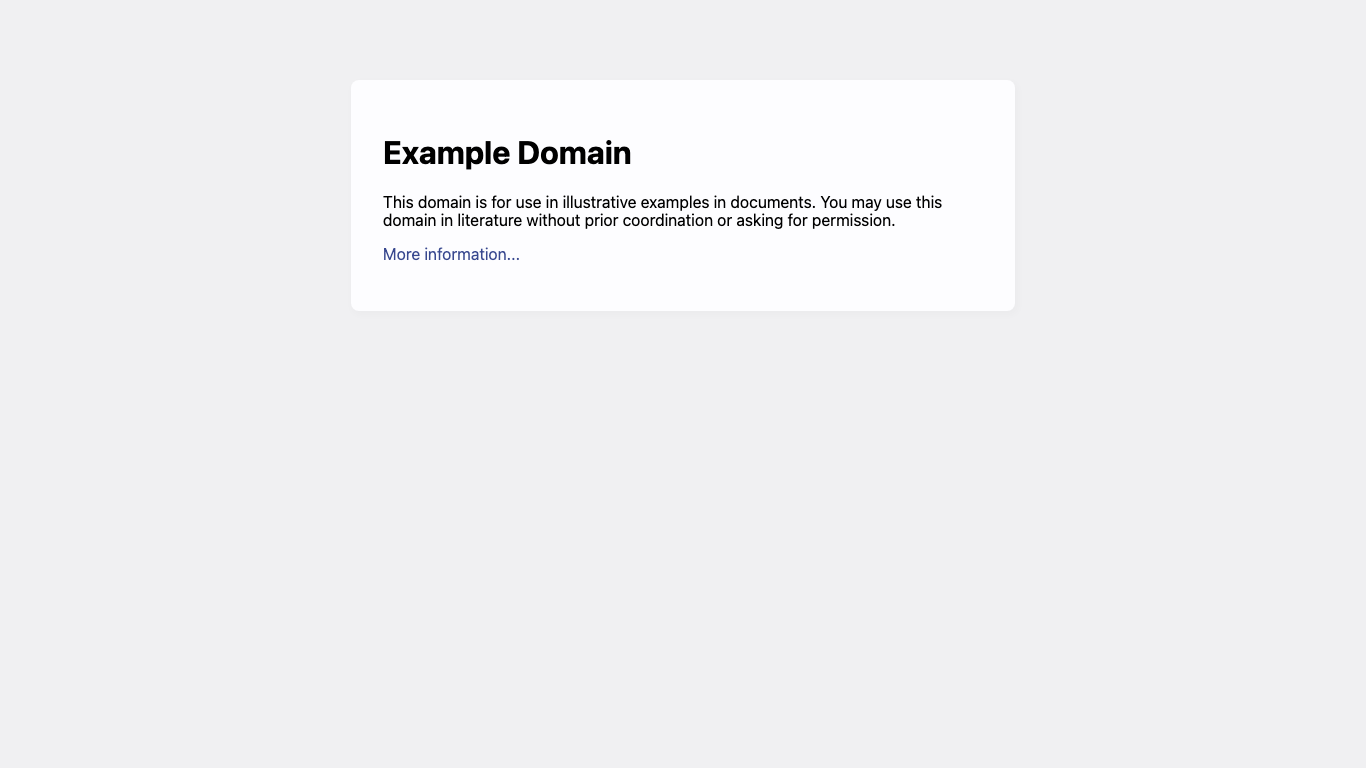 Example Domain
This domain is for use in illustrative examples in documents. You may use this
domain in literature without prior coordination or asking for permission.
More information...